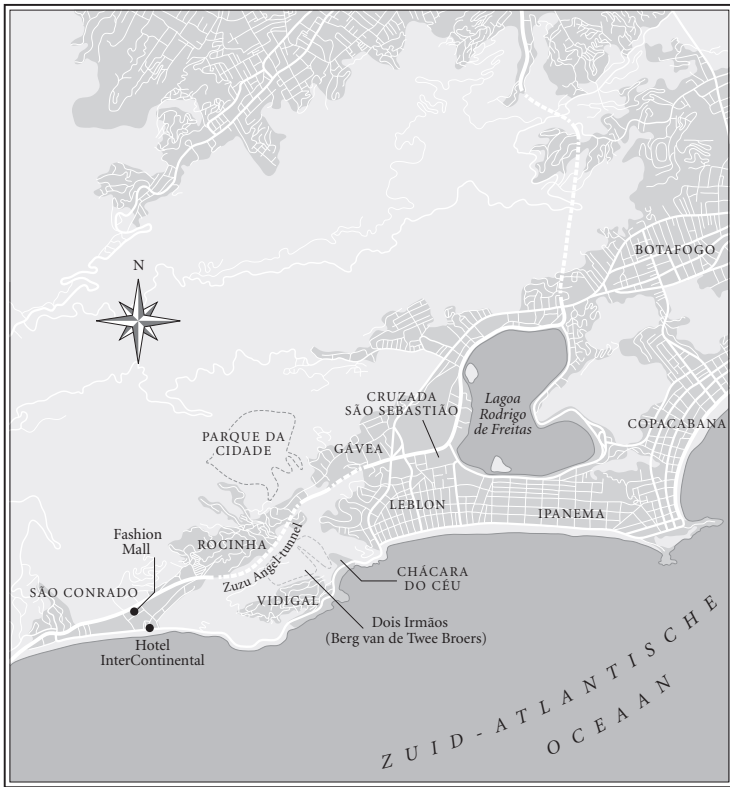 BOTAFOGO
N
CRUZADA
SÃO SEBASTIÃO
Lagoa
Rodrigo
de Freitas
COPACABANA
PARQUE DA
CIDADE
GÁVEA
LEBLON
IPANEMA
Fashion
Mall
ROCINHA
Zuzu Angel-tunnel
CHÁCARA
DO CÉU
SÃO CONRADO
VIDIGAL
Dois Irmãos
(Berg van de Twee Broers)
Hotel
InterContinental
ZUID-ATLANTISCHE
OCEAAN